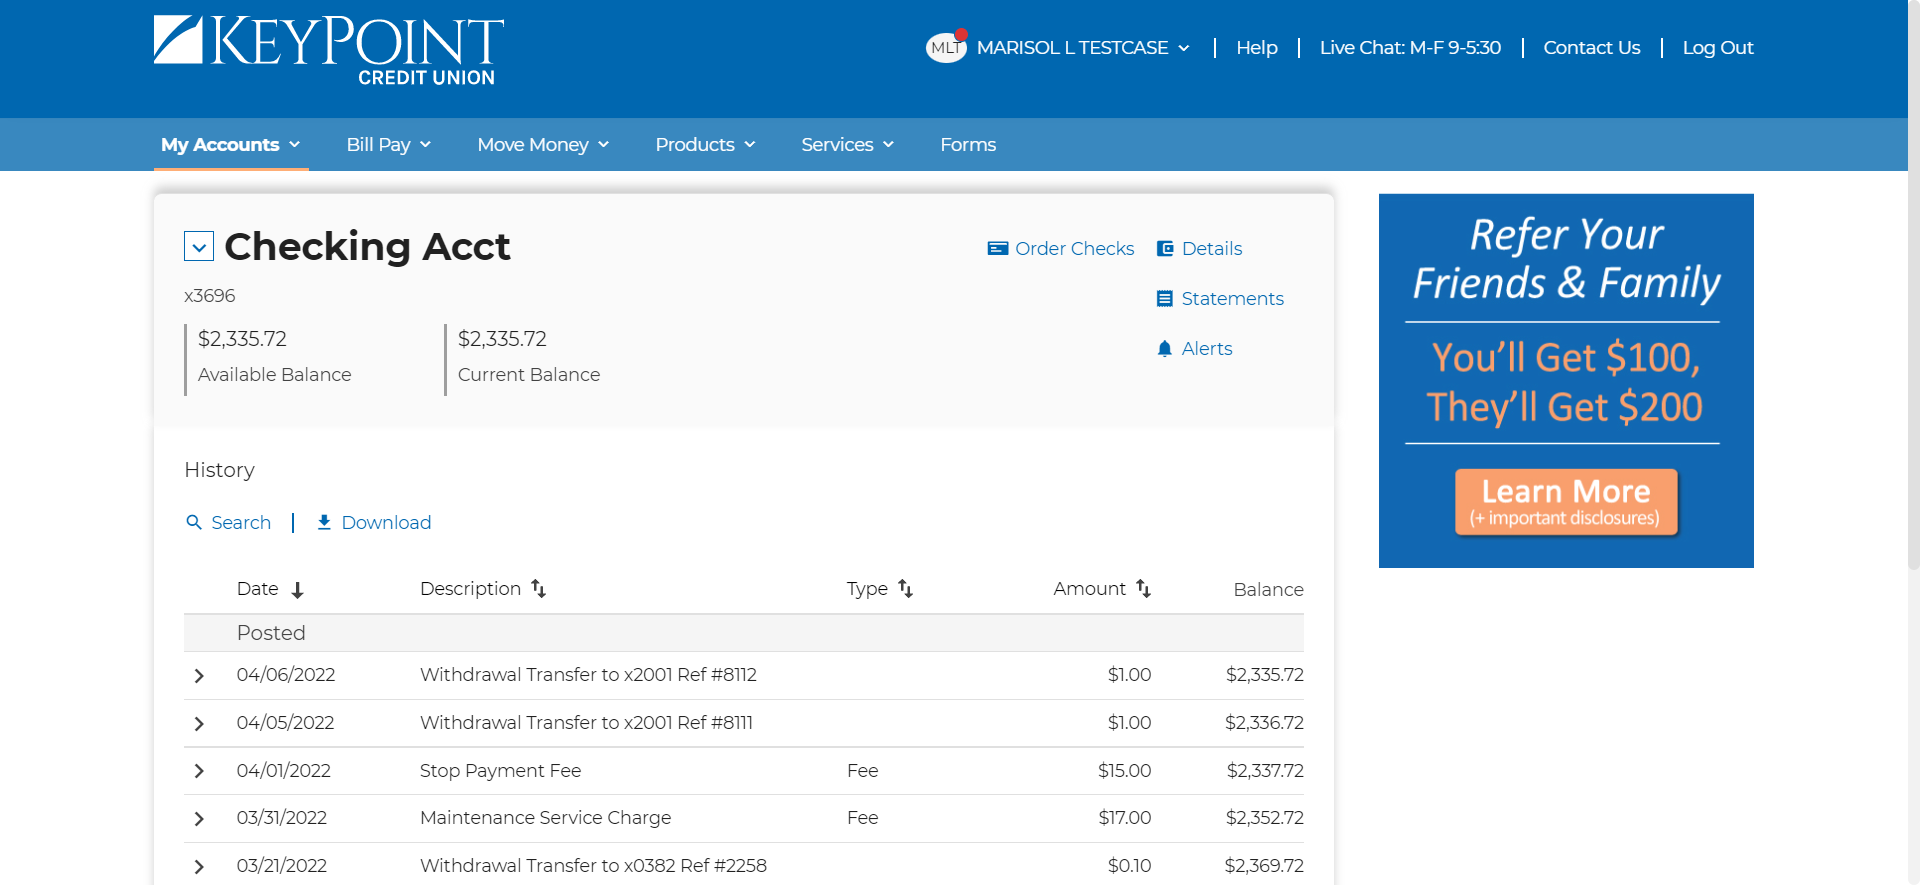 KEYPOINT
CREDIT UNION
MLT MARISOL L TESTCASE Help Live Chat: M-F 9-5:30 Contact Us Log Out
My Accounts Bill Pay Move Money Products Services Forms
Checking Acct
Order Checks Details
x3696
Statements
$2,335.72 $2,335.72
Available Balance Current Balance
Alerts
Refer Your
Friends & Family
You'll Get $100,
They'll Get $200
Learn More
(+ important disclosures)
History
Search Download
Date Description Type Amount Balance
Posted
04/06/2022 Withdrawal Transfer to x2001 Ref #8112 $1.00 $2,335.72
04/05/2022 Withdrawal Transfer to x2001 Ref #8111 $1.00 $2,336.72
04/01/2022 Stop Payment Fee Fee $15.00 $2,337.72
03/31/2022 Maintenance Service Charge Fee $17.00 $2,352.72
03/21/2022 Withdrawal Transfer to x0382 Ref #2258 $0.10 $2,369.72